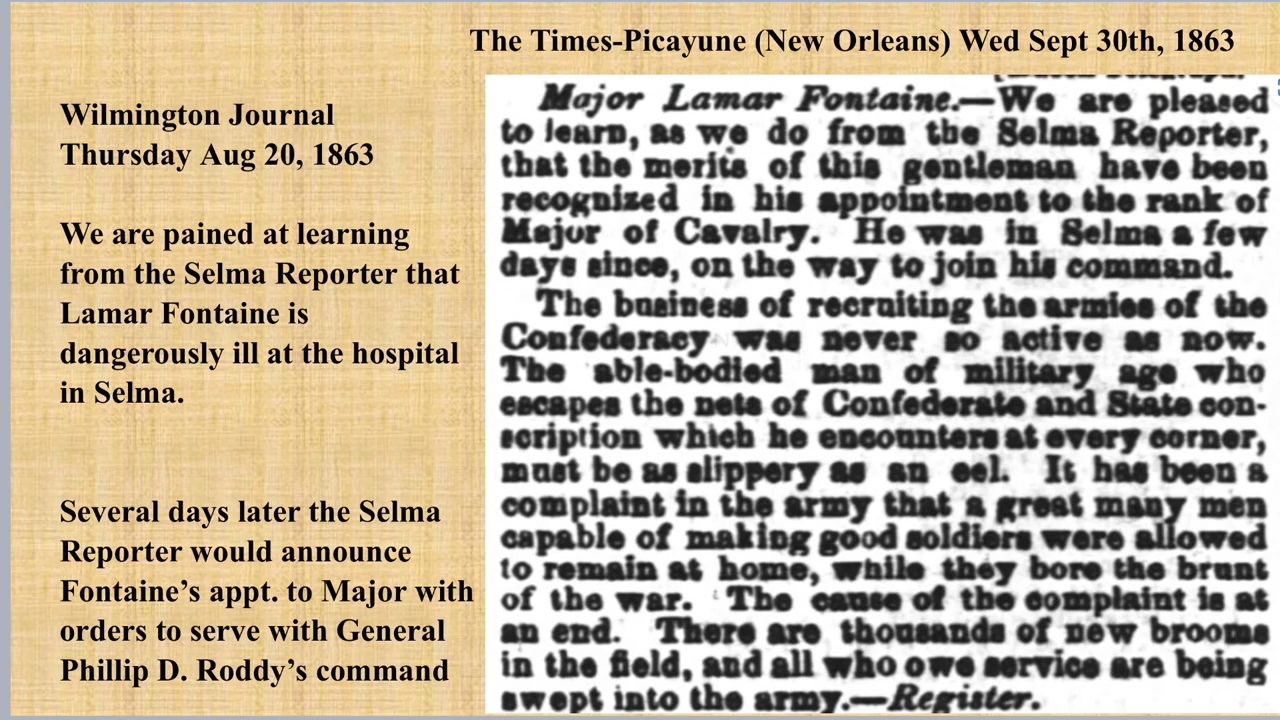 The Times-Picayune (New Orleans) Wed Sept 30th, 1863
Wilmington Journal
Thursday Aug 20, 1863
We are pained at learning
from the Selma Reporter that
Lamar Fontaine is
dangerously ill at the hospital
in Selma.
Several days later the Selma
Reporter would announce
Fontaine’s appt. to Major with
orders to serve with General
Phillip D. Roddy’s command
Major Lamar Fontaine.—We are pleased
to learn, as we do from the Selma Reporter,
that the merits of this gentleman have been
recognized in his appointment to the rank of
Major of Cavalry. He was in Selma a few
days since, on the way to join his command.
The business of recruiting the armies of the
Confederacy was never so active as now.
The able-bodied man of military age who
escapes the nets of Confederate and State con-
scription which he encounters at every corner,
must be as slippery as an eel. It has been a
complaint in the army that a great many men
capable of making good soldiers were allowed
to remain at home, while they bore the brunt
of the war. The cause of the complaint is at
an end. There are thousands of new brooms
in the field, and all who owe service are being
swept into the army.—Register.